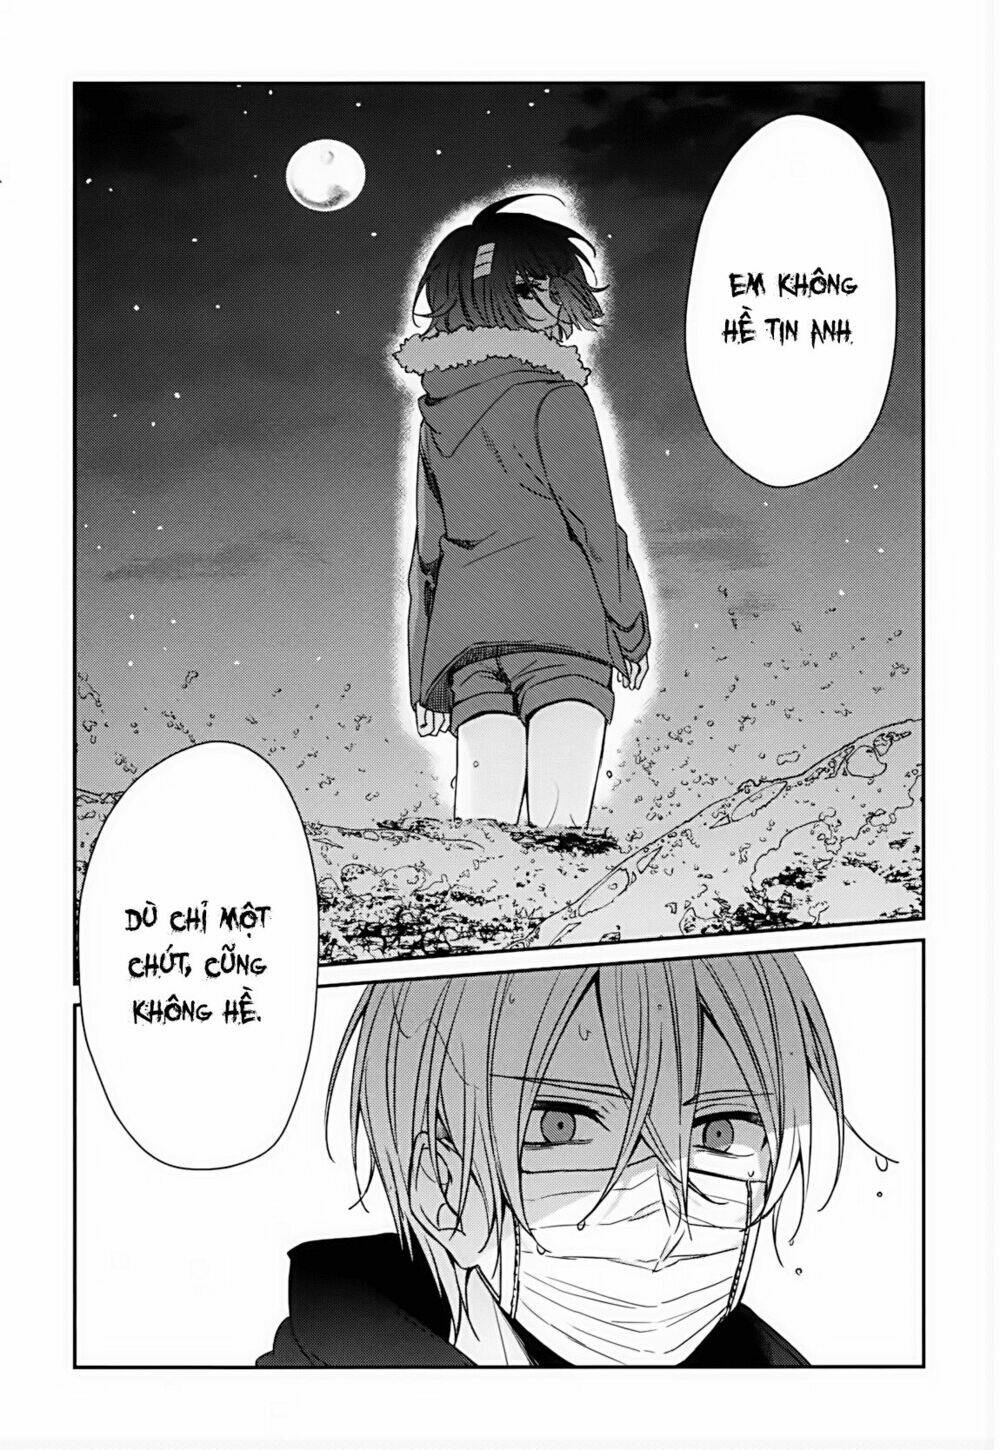 EM KHÔNG
HỀ TIN ANH.
DÙ CHỈ MỘT
CHÚT, CŨNG
KHÔNG HỀ.